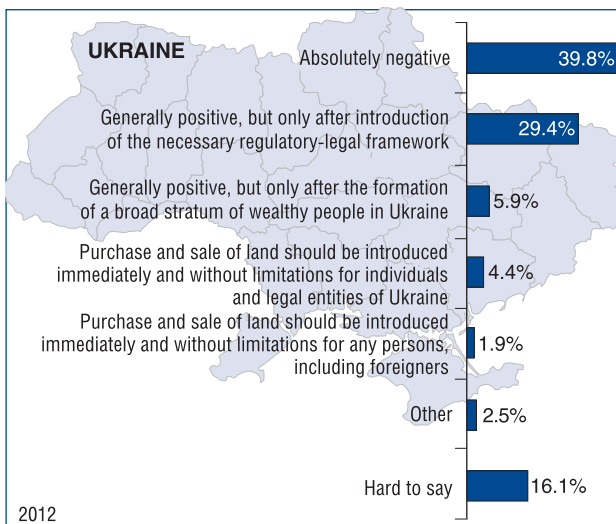 UKRAINE
Absolutely negative
39.8%
Generally positive, but only after introduction
of the necessary regulatory-legal framework
29.4%
Generally positive, but only after the formation
of a broad stratum of wealthy people in Ukraine
5.9%
Purchase and sale of land should be introduced
immediately and without limitations for individuals
and legal entities of Ukraine
4.4%
Purchase and sale of land should be introduced
immediately and without limitations for any persons,
including foreigners
1.9%
Other
2.5%
Hard to say
16.1%
2012